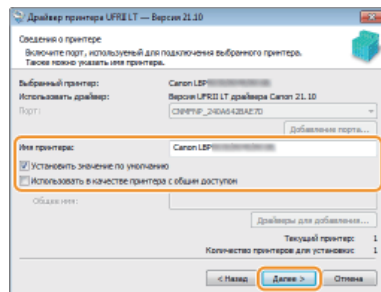 Драйвер принтера UFRII LT — Версия 21.10
Сведения о принтере
Включите порт, используемый для подключения выбранного принтера.
Также можно указать имя принтера.
Выбранный принтер: Canon LBP
Использовать драйвер: Версия UFRII LT драйвера Canon 21.10
Порт: CNMFNP_240A642BAE7D
Добавление порта...
Имя принтера: Canon LBP
Установить значение по умолчанию
Использовать в качестве принтера с общим доступом
Общее имя:
Драйверы для добавления...
Текущий принтер: 1
Количество принтеров для установки: 1
< Назад Далее > Отмена